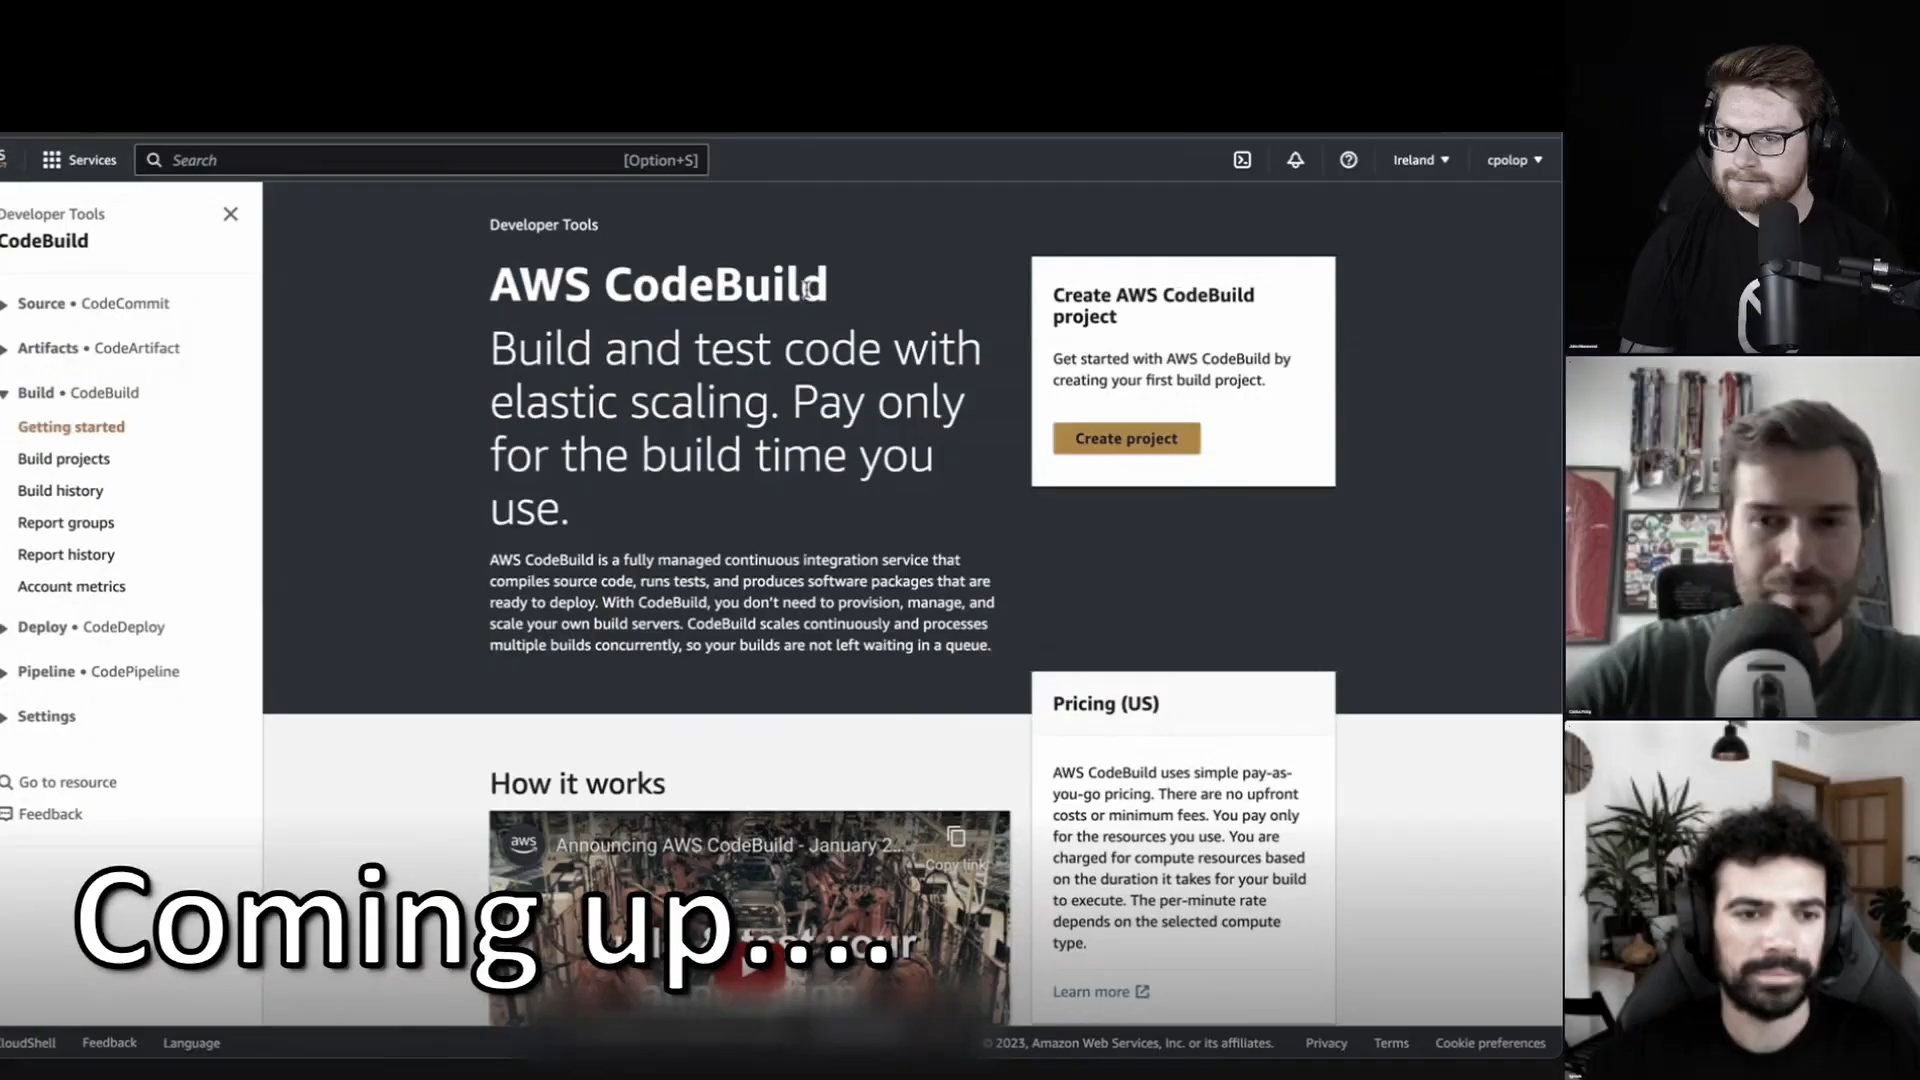 Services
Search
[Option+S]
Ireland
cpolop
Developer Tools
CodeBuild
Source • CodeCommit
Artifacts • CodeArtifact
Build • CodeBuild
Getting started
Build projects
Build history
Report groups
Report history
Account metrics
Deploy • CodeDeploy
Pipeline • CodePipeline
Settings
Go to resource
Feedback
Developer Tools
AWS CodeBuild
Build and test code with
elastic scaling. Pay only
for the build time you
use.
AWS CodeBuild is a fully managed continuous integration service that
compiles source code, runs tests, and produces software packages that are
ready to deploy. With CodeBuild, you don't need to provision, manage, and
scale your own build servers. CodeBuild scales continuously and processes
multiple builds concurrently, so your builds are not left waiting in a queue.
Create AWS CodeBuild
project
Get started with AWS CodeBuild by
creating your first build project.
Create project
How it works
aws
Announcing AWS CodeBuild - January 2...
Copy link
Pricing (US)
AWS CodeBuild uses simple pay-as-
you-go pricing. There are no upfront
costs or minimum fees. You pay only
for the resources you use. You are
charged for compute resources based
on the duration it takes for your build
to execute. The per-minute rate
depends on the selected compute
type.
Learn more
Coming up....
CloudShell
Feedback
Language
© 2023, Amazon Web Services, Inc. or its affiliates.
Privacy
Terms
Cookie preferences